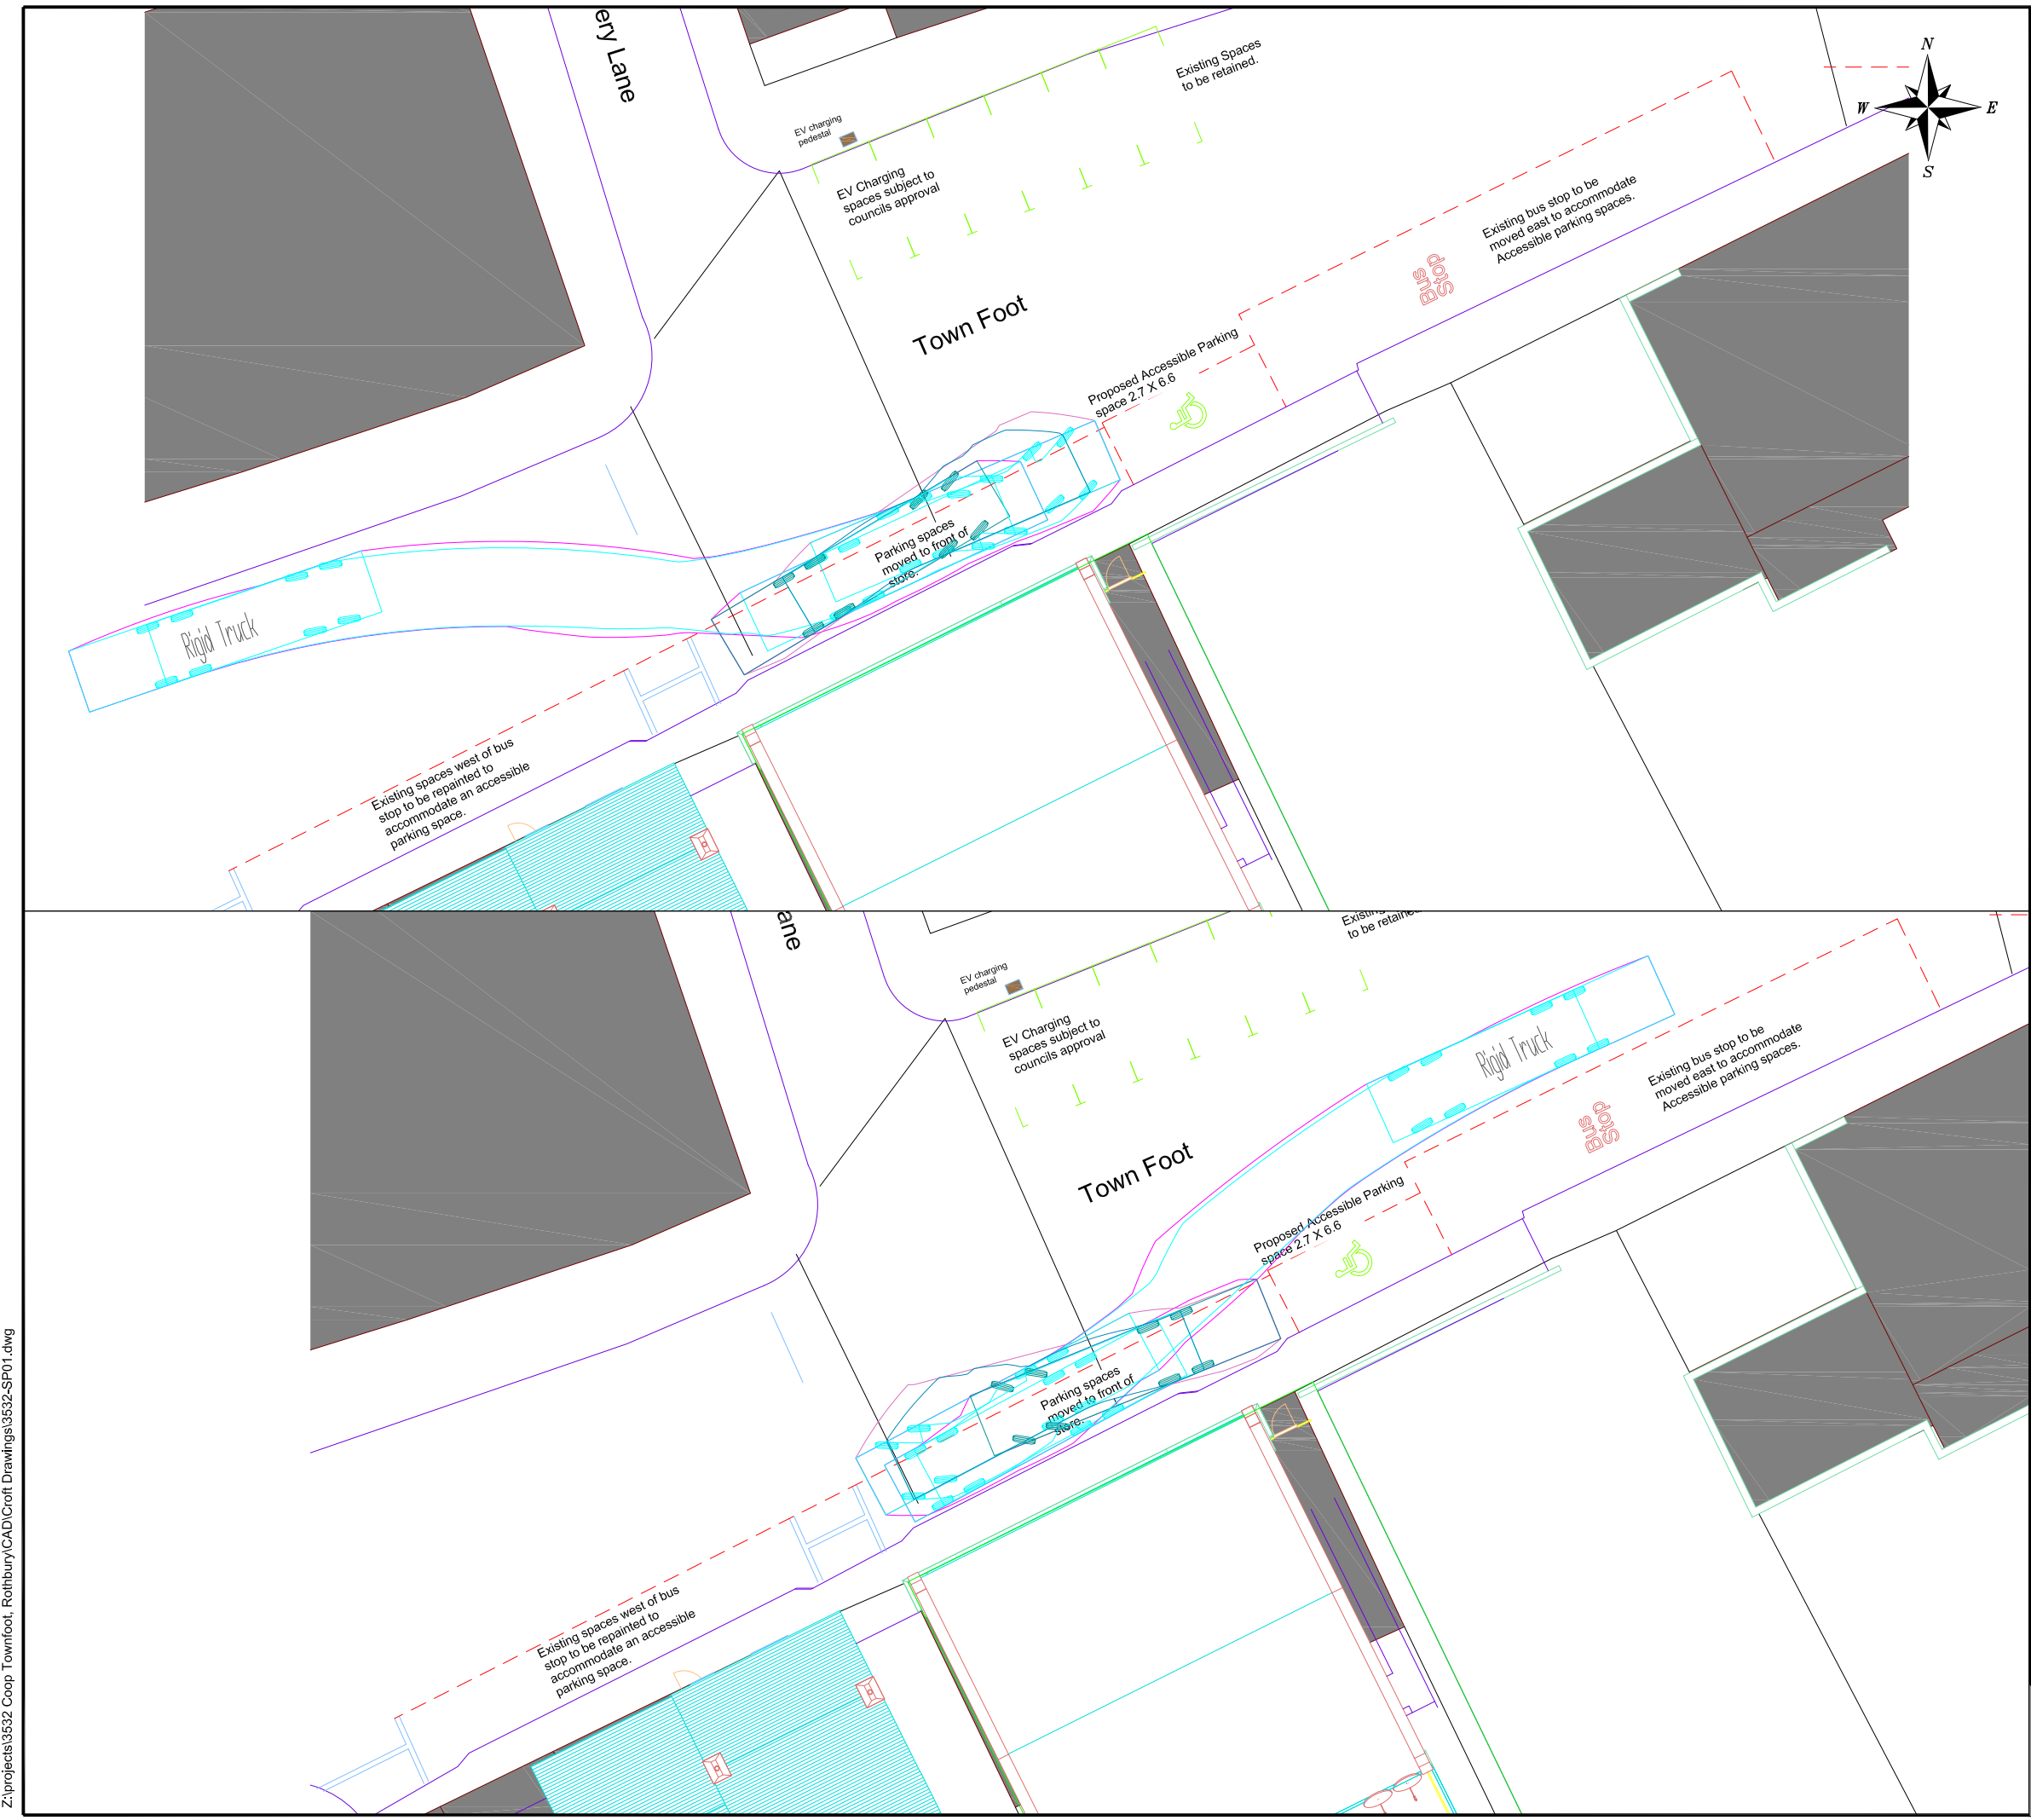 ery Lane
Existing Spaces
to be retained.
N
W
E
S
EV charging
pedestal
EV Charging
spaces subject to
councils approval
Existing bus stop to be
moved east to accommodate
Accessible parking spaces.
Bus
Stop
Town Foot
Proposed Accessible Parking
space 2.7 X 6.6
Parking spaces
moved to front of
store.
Rigid Truck
Existing spaces west of bus
stop to be repainted to
accommodate an accessible
parking space.
ane
Existing
to be retaine
EV charging
pedestal
EV Charging
spaces subject to
councils approval
Rigid Truck
Existing bus stop to be
moved east to accommodate
Accessible parking spaces.
Bus
Stop
Town Foot
Proposed Accessible Parking
space 2.7 X 6.6
Parking spaces
moved to front of
store.
Existing spaces west of bus
stop to be repainted to
accommodate an accessible
parking space.
Z:\projects\3532 Coop Townfoot, Rothbury\CAD\Croft Drawings\3532-SP01.dwg